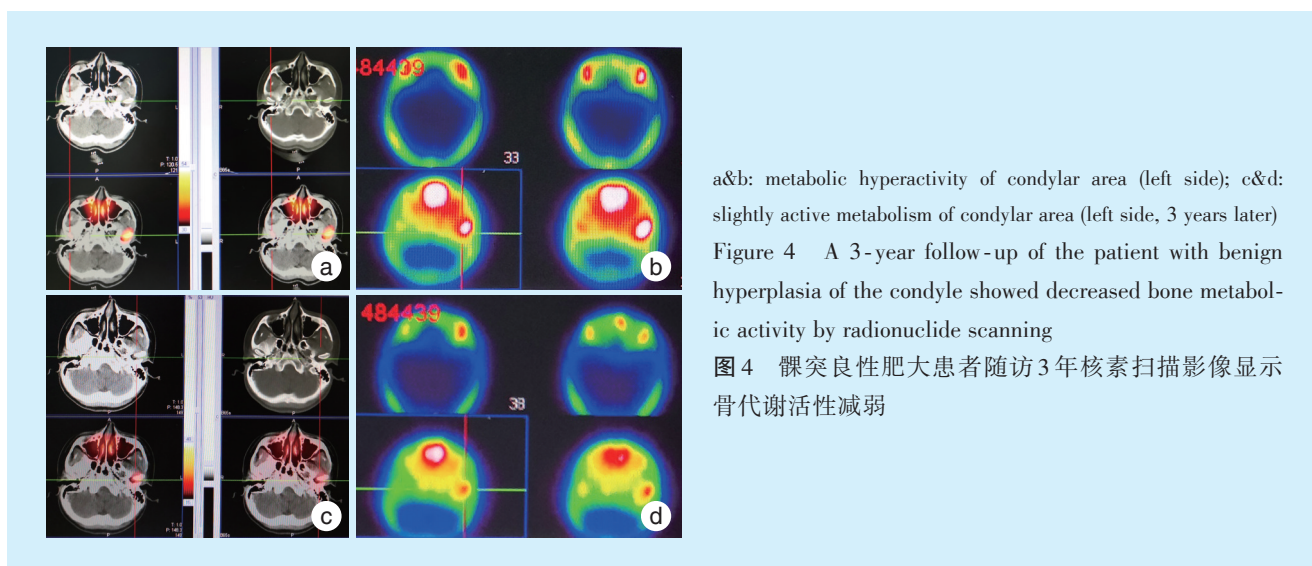 484439
33
a
b
484439
33
c
d
a&b: metabolic hyperactivity of condylar area (left side); c&d:
slightly active metabolism of condylar area (left side, 3 years later)
Figure 4 A 3-year follow-up of the patient with benign
hyperplasia of the condyle showed decreased bone metabol-
ic activity by radionuclide scanning
图4 髁突良性肥大患者随访3年核素扫描影像显示
骨代谢活性减弱